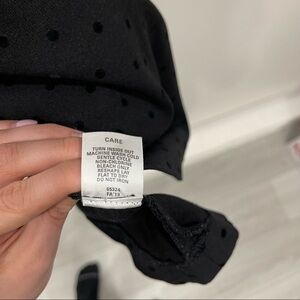 CARE
TURN INSIDE OUT
MACHINE WASH COLD
GENTLE CYCLE
NON-CHLORINE
BLEACH ONLY
RESHAPE LAY
FLAT TO DRY
DO NOT IRON
65324
FA'19